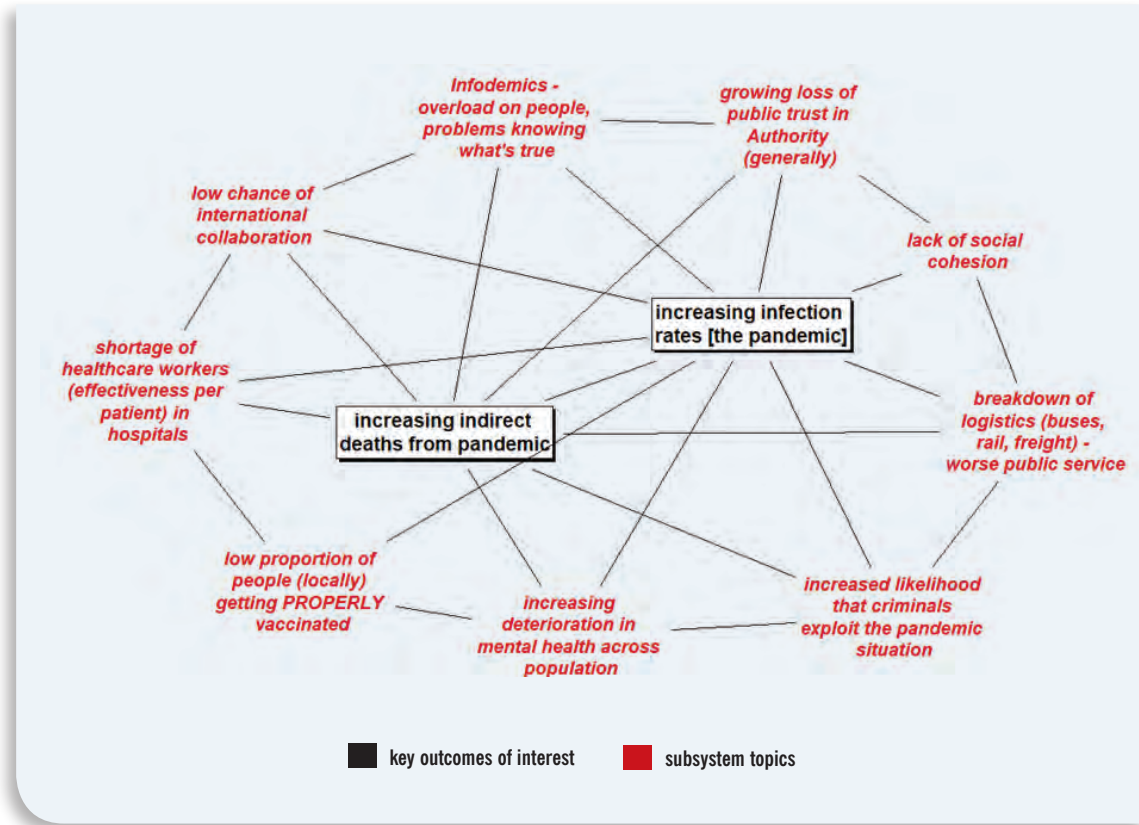 Infodemics -
overload on people,
problems knowing
what's true
growing loss of
public trust in
Authority
(generally)
low chance of
international
collaboration
lack of social
cohesion
increasing infection
rates [the pandemic]
shortage of
healthcare workers
(effectiveness per
patient) in
hospitals
increasing indirect
deaths from pandemic
breakdown of
logistics (buses,
rail, freight) -
worse public service
low proportion of
people (locally)
getting PROPERLY
vaccinated
increasing
deterioration in
mental health across
population
increased likelihood
that criminals
exploit the pandemic
situation
key outcomes of interest
subsystem topics